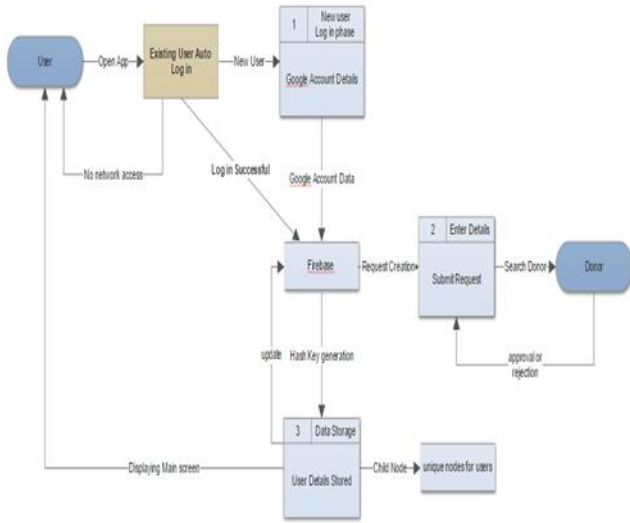 User
Open App
Existing User Auto
Log in
New User
1
New user
Log in phase
Google Account Details
No network access
Log in Successful
Google Account Data
Firebase
Request Creation
2
Enter Details
Submit Request
Search Donor
Donor
approval or
rejection
update
Hash Key generation
3
Data Storage
User Details Stored
Displaying Main screen
Child Node
unique nodes for users